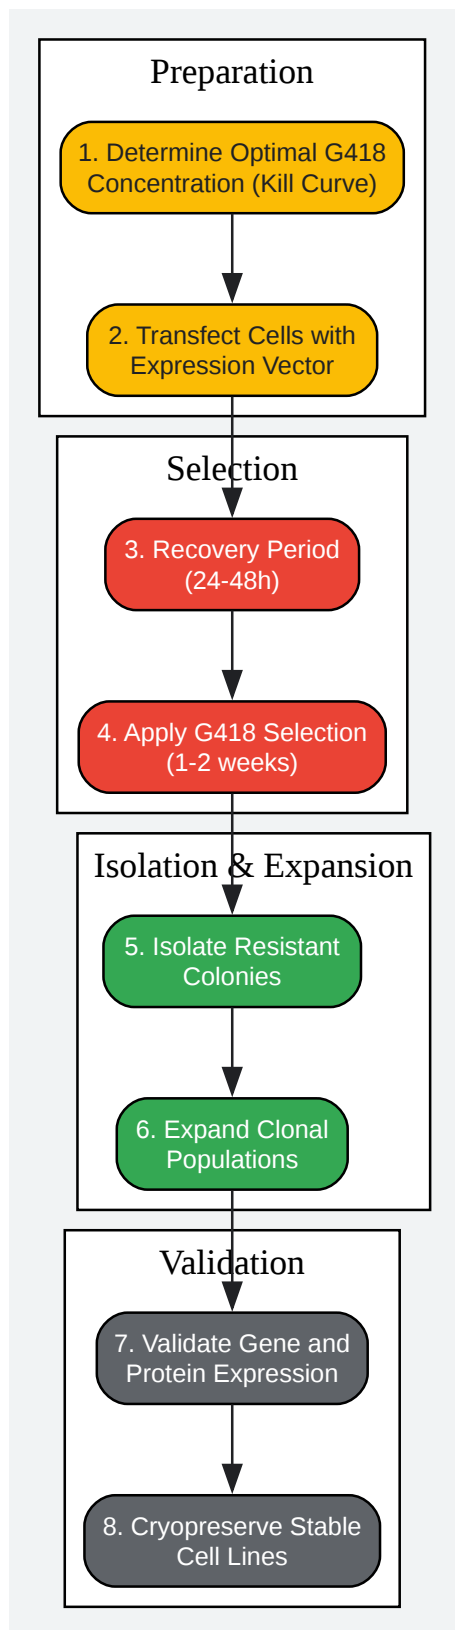 Preparation
1. Determine Optimal G418
Concentration (Kill Curve)
2. Transfect Cells with
Expression Vector
Selection
3. Recovery Period
(24-48h)
4. Apply G418 Selection
(1-2 weeks)
Isolation & Expansion
5. Isolate Resistant
Colonies
6. Expand Clonal
Populations
Validation
7. Validate Gene and
Protein Expression
8. Cryopreserve Stable
Cell Lines